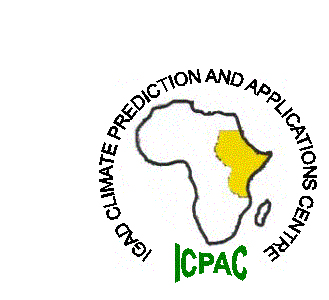 IGAD CLIMATE PREDICTION AND APPLICATIONS CENTRE
ICPAC